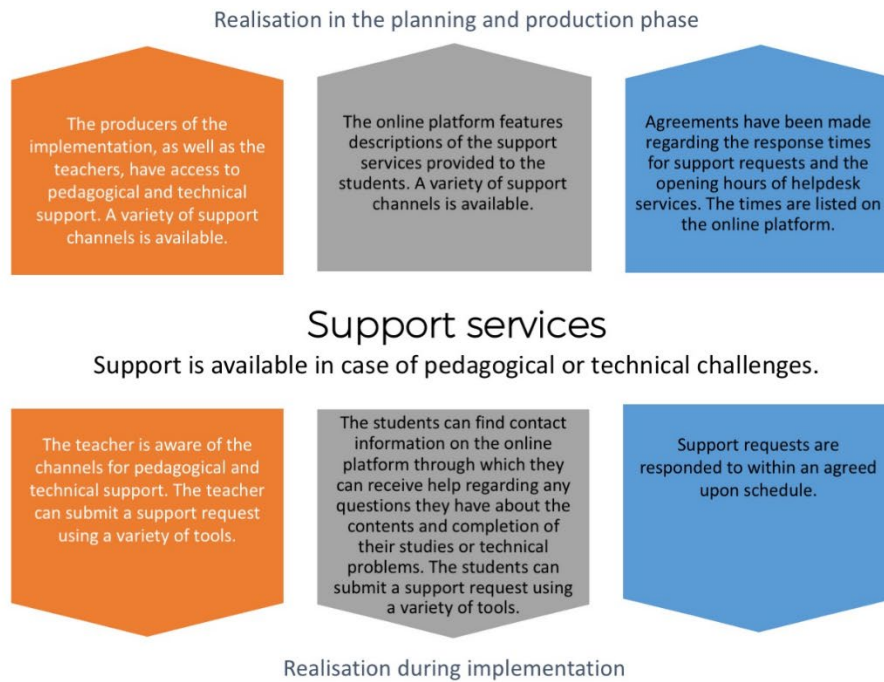 Realisation in the planning and production phase
The producers of the
implementation, as well as the
teachers, have access to
pedagogical and technical
support. A variety of support
channels is available.
The online platform features
descriptions of the support
services provided to the
students. A variety of support
channels is available.
Agreements have been made
regarding the response times
for support requests and the
opening hours of helpdesk
services. The times are listed on
the online platform.
Support services
Support is available in case of pedagogical or technical challenges.
The teacher is aware of the
channels for pedagogical and
technical support. The teacher
can submit a support request
using a variety of tools.
The students can find contact
information on the online
platform through which they
can receive help regarding any
questions they have about the
contents and completion of
their studies or technical
problems. The students can
submit a support request using
a variety of tools.
Support requests are
responded to within an agreed
upon schedule.
Realisation during implementation